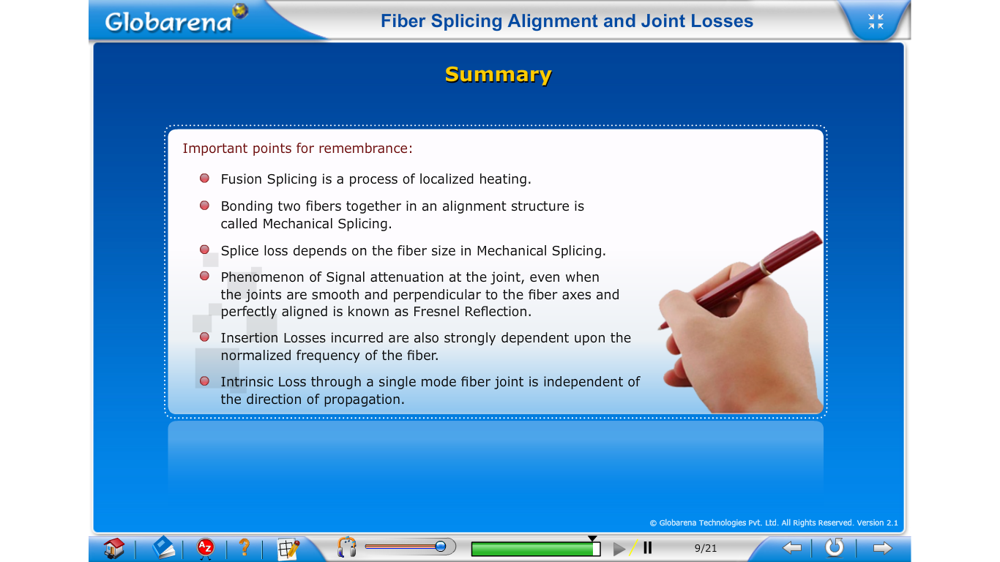 Globarena
Fiber Splicing Alignment and Joint Losses
Summary
Important points for remembrance:
Fusion Splicing is a process of localized heating.
Bonding two fibers together in an alignment structure is
called Mechanical Splicing.
Splice loss depends on the fiber size in Mechanical Splicing.
Phenomenon of Signal attenuation at the joint, even when
the joints are smooth and perpendicular to the fiber axes and
perfectly aligned is known as Fresnel Reflection.
Insertion Losses incurred are also strongly dependent upon the
normalized frequency of the fiber.
Intrinsic Loss through a single mode fiber joint is independent of
the direction of propagation.
© Globarena Technologies Pvt. Ltd. All Rights Reserved. Version 2.1
AZ
?
9/21